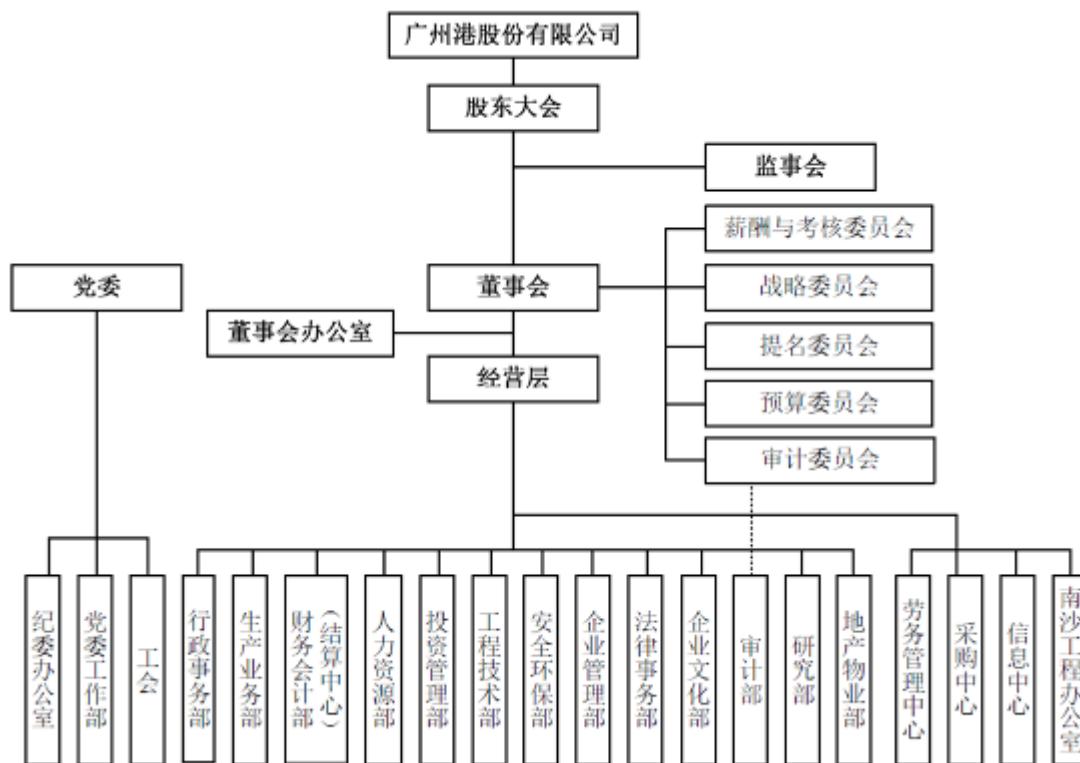 广州港股份有限公司
股东大会
监事会
薪酬与考核委员会
党委
董事会
战略委员会
董事会办公室
提名委员会
经营层
预算委员会
审计委员会
纪委办公室
党委工作部
工会
行政事务部
生产业务部
财务会计部
(结算中心)
人力资源部
投资管理部
工程技术部
安全环保部
企业管理部
法律事务部
企业文化部
审计部
研究部
地产物业部
劳务管理中心
采购中心
信息中心
南沙工程办公室